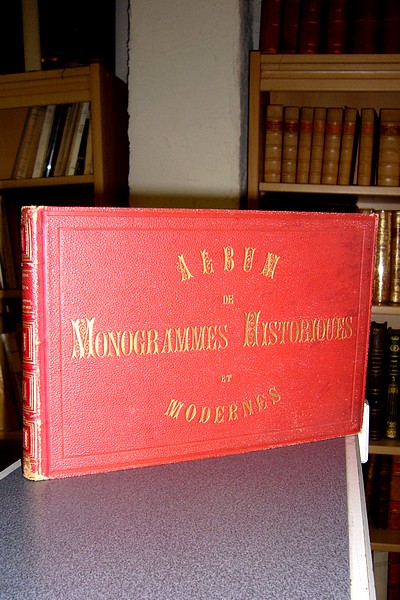 ALBUM
DE
MONOGRAMMES HISTORIQUES
ET
MODERNES